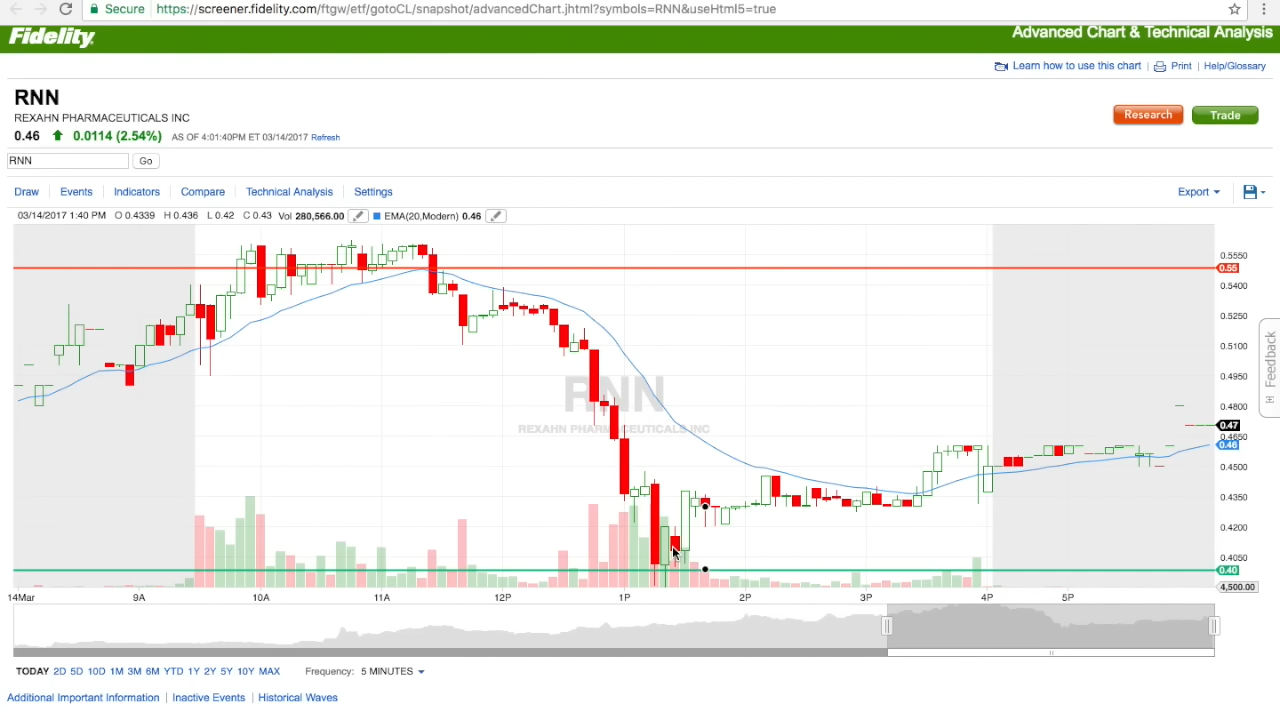 Secure https://screener.fidelity.com/ftgw/etf/gotoCL/snapshot/advancedChart.jhtml?symbols=RNN&useHtml5=true
Fidelity Advanced Chart & Technical Analysis
Learn how to use this chart | Print | Help/Glossary
RNN
REXAHN PHARMACEUTICALS INC
Research Trade
0.46 0.0114 (2.54%) AS OF 4:01:40PM ET 03/14/2017 Refresh
RNN Go
Draw Events Indicators Compare Technical Analysis Settings Export
03/14/2017 1:40 PM O 0.4339 H 0.436 L 0.42 C 0.43 Vol 280,566.00 EMA(20,Modern) 0.46
0.5550
0.55
0.5400
0.5250
0.5100
0.4950
0.4800
0.47
0.4650
0.46
0.4500
0.4350
0.4200
0.4050
0.40
4,500.00
RNN
REXAHN PHARMACEUTICALS INC
Feedback
14Mar 9A 10A 11A 12P 1P 2P 3P 4P 5P
TODAY 2D 5D 10D 1M 3M 6M YTD 1Y 2Y 5Y 10Y MAX Frequency: 5 MINUTES
Additional Important Information | Inactive Events | Historical Waves